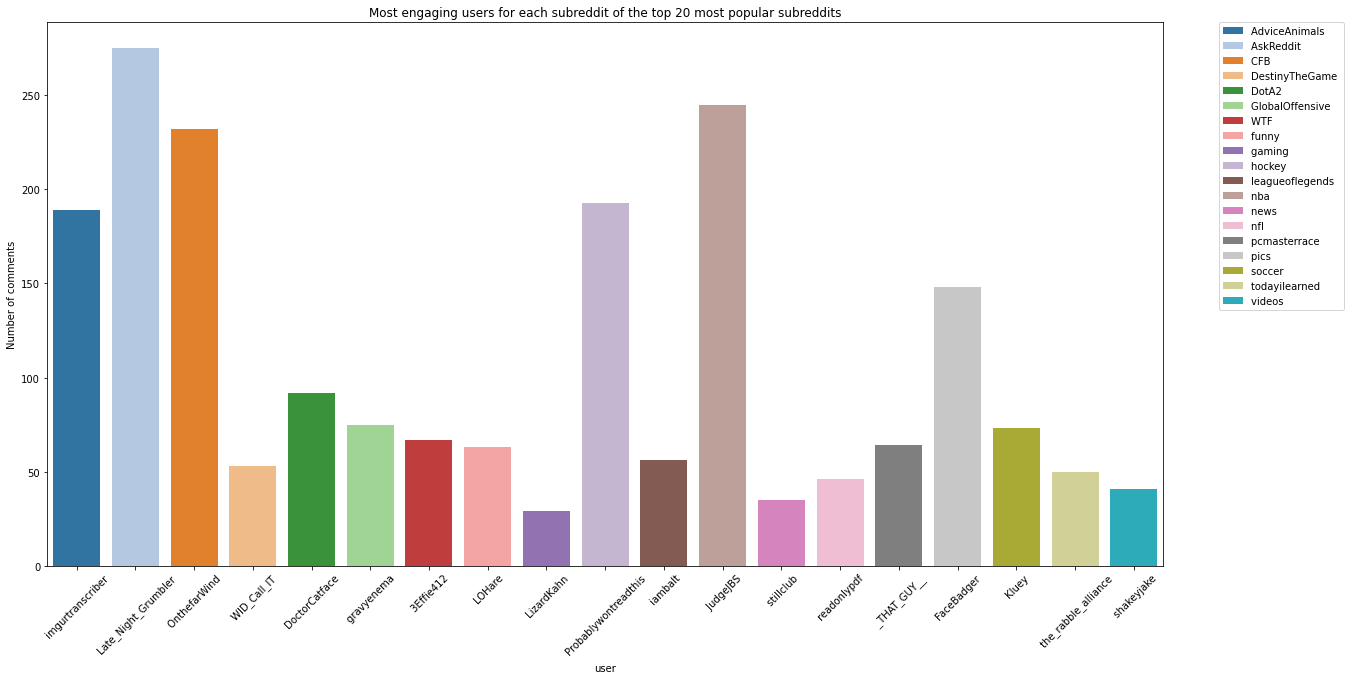 Most engaging users for each subreddit of the top 20 most popular subreddits
Number of comments
250
200
150
100
50
0
imgurtranscriber
Late_Night_Grumbler
OnthefarWind
WID_Call_IT
DoctorCatface
gravyenema
3Effie412
LOHare
LizardKahn
Probablywontreadthis
iambalt
JudgeJBS
stillclub
readonlypdf
_THAT_GUY__
FaceBadger
Kluey
the_rabble_alliance
shakeyjake
user
AdviceAnimals
AskReddit
CFB
DestinyTheGame
DotA2
GlobalOffensive
WTF
funny
gaming
hockey
leagueoflegends
nba
news
nfl
pcmasterrace
pics
soccer
todayilearned
videos